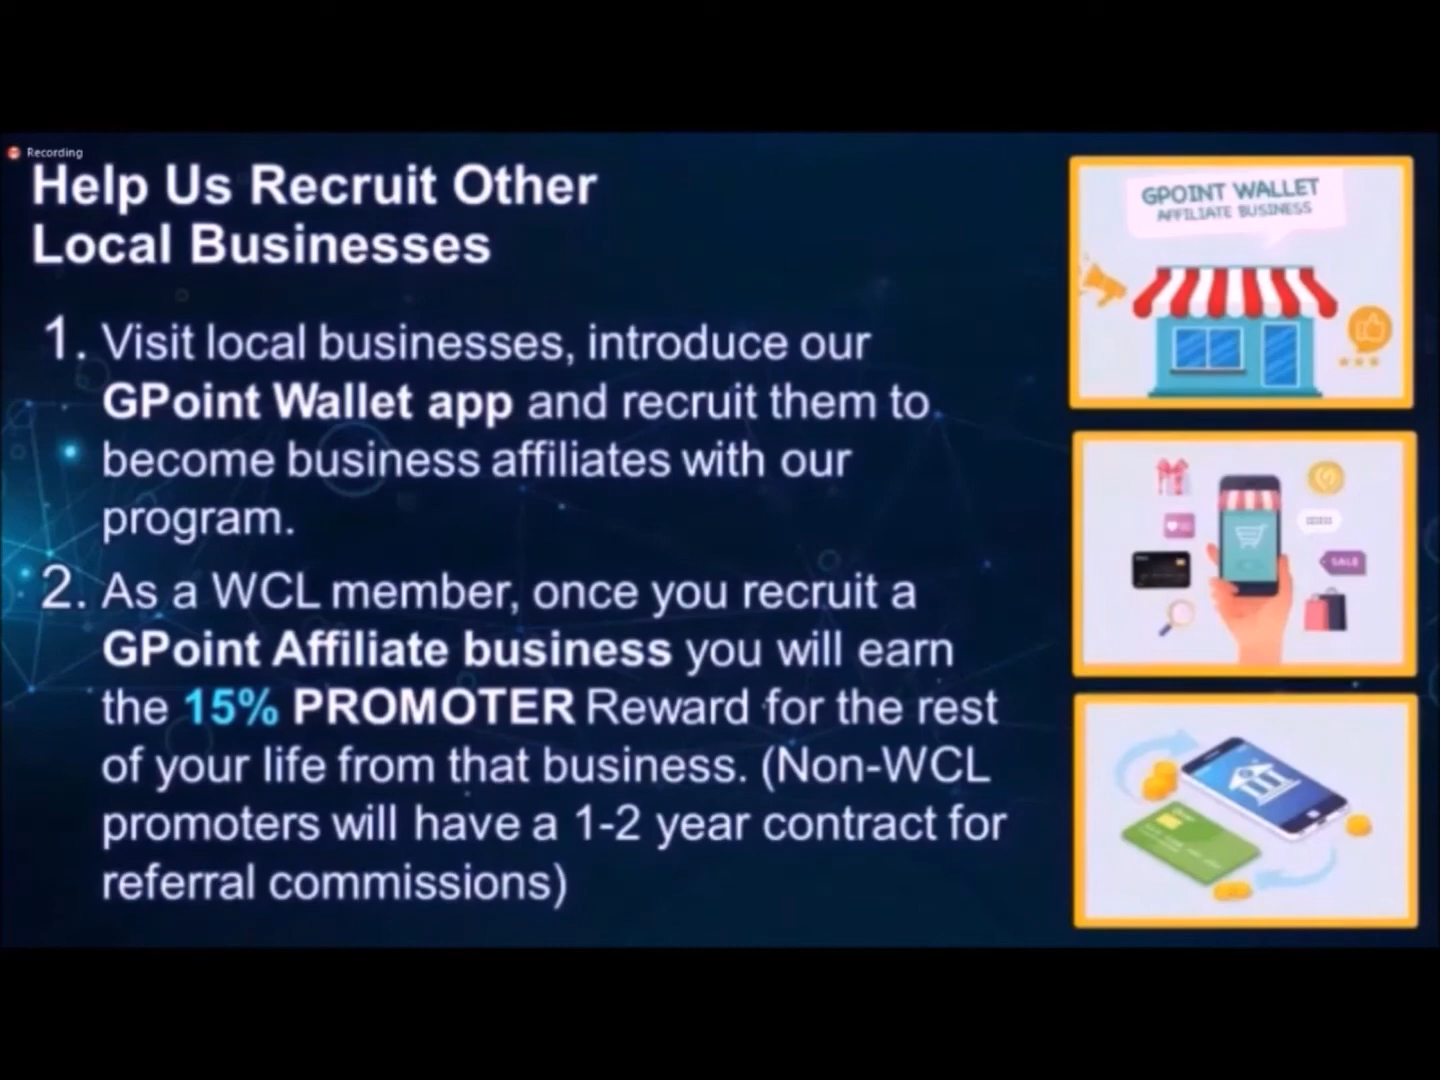 Recording
Help Us Recruit Other
Local Businesses
1. Visit local businesses, introduce our
GPoint Wallet app and recruit them to
become business affiliates with our
program.
2. As a WCL member, once you recruit a
GPoint Affiliate business you will earn
the 15% PROMOTER Reward for the rest
of your life from that business. (Non-WCL
promoters will have a 1-2 year contract for
referral commissions)
GPOINT WALLET
AFFILIATE BUSINESS
SALE